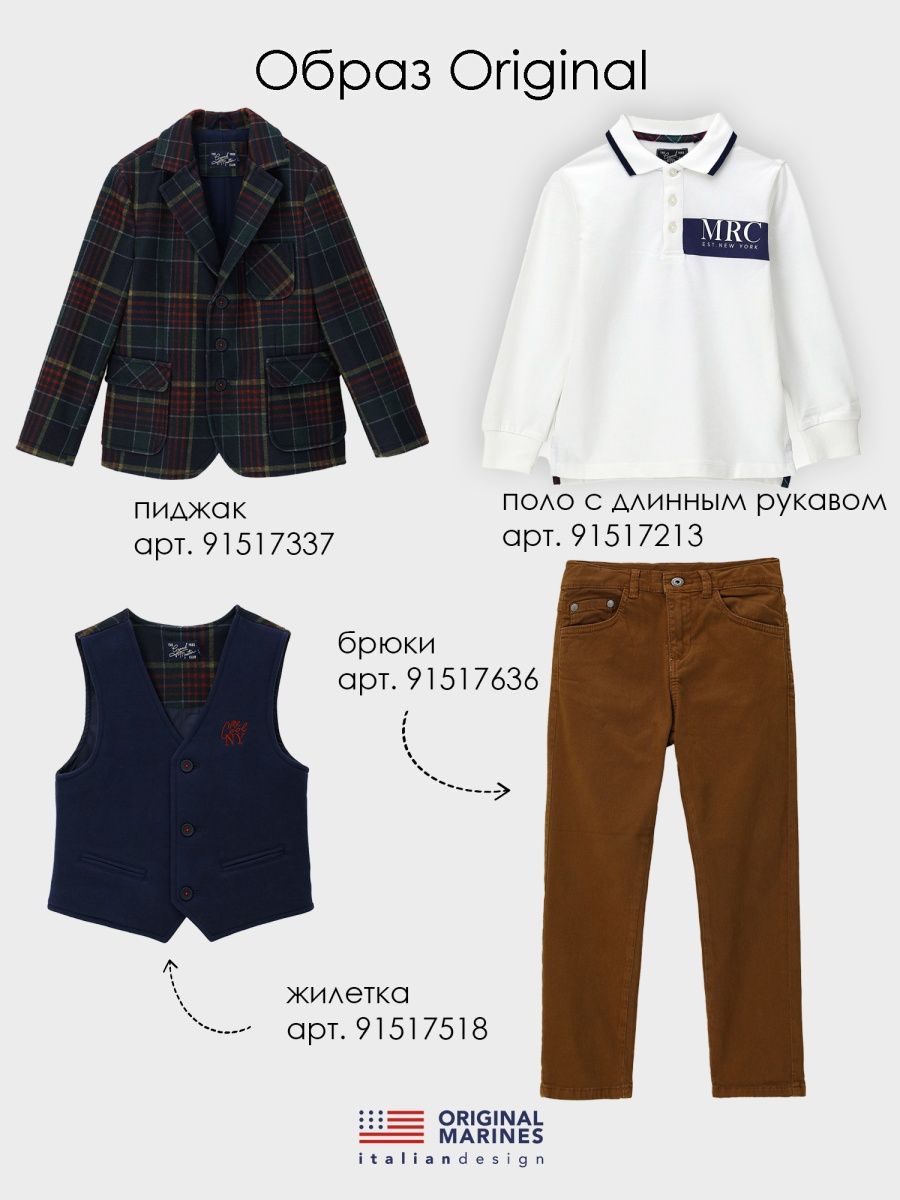 Образ Original
MRC
EST. NEW YORK
пиджак
арт. 91517337
поло с длинным рукавом
арт. 91517213
брюки
арт. 91517636
NY
жилетка
арт. 91517518
ORIGINAL
MARINES
italiandesign